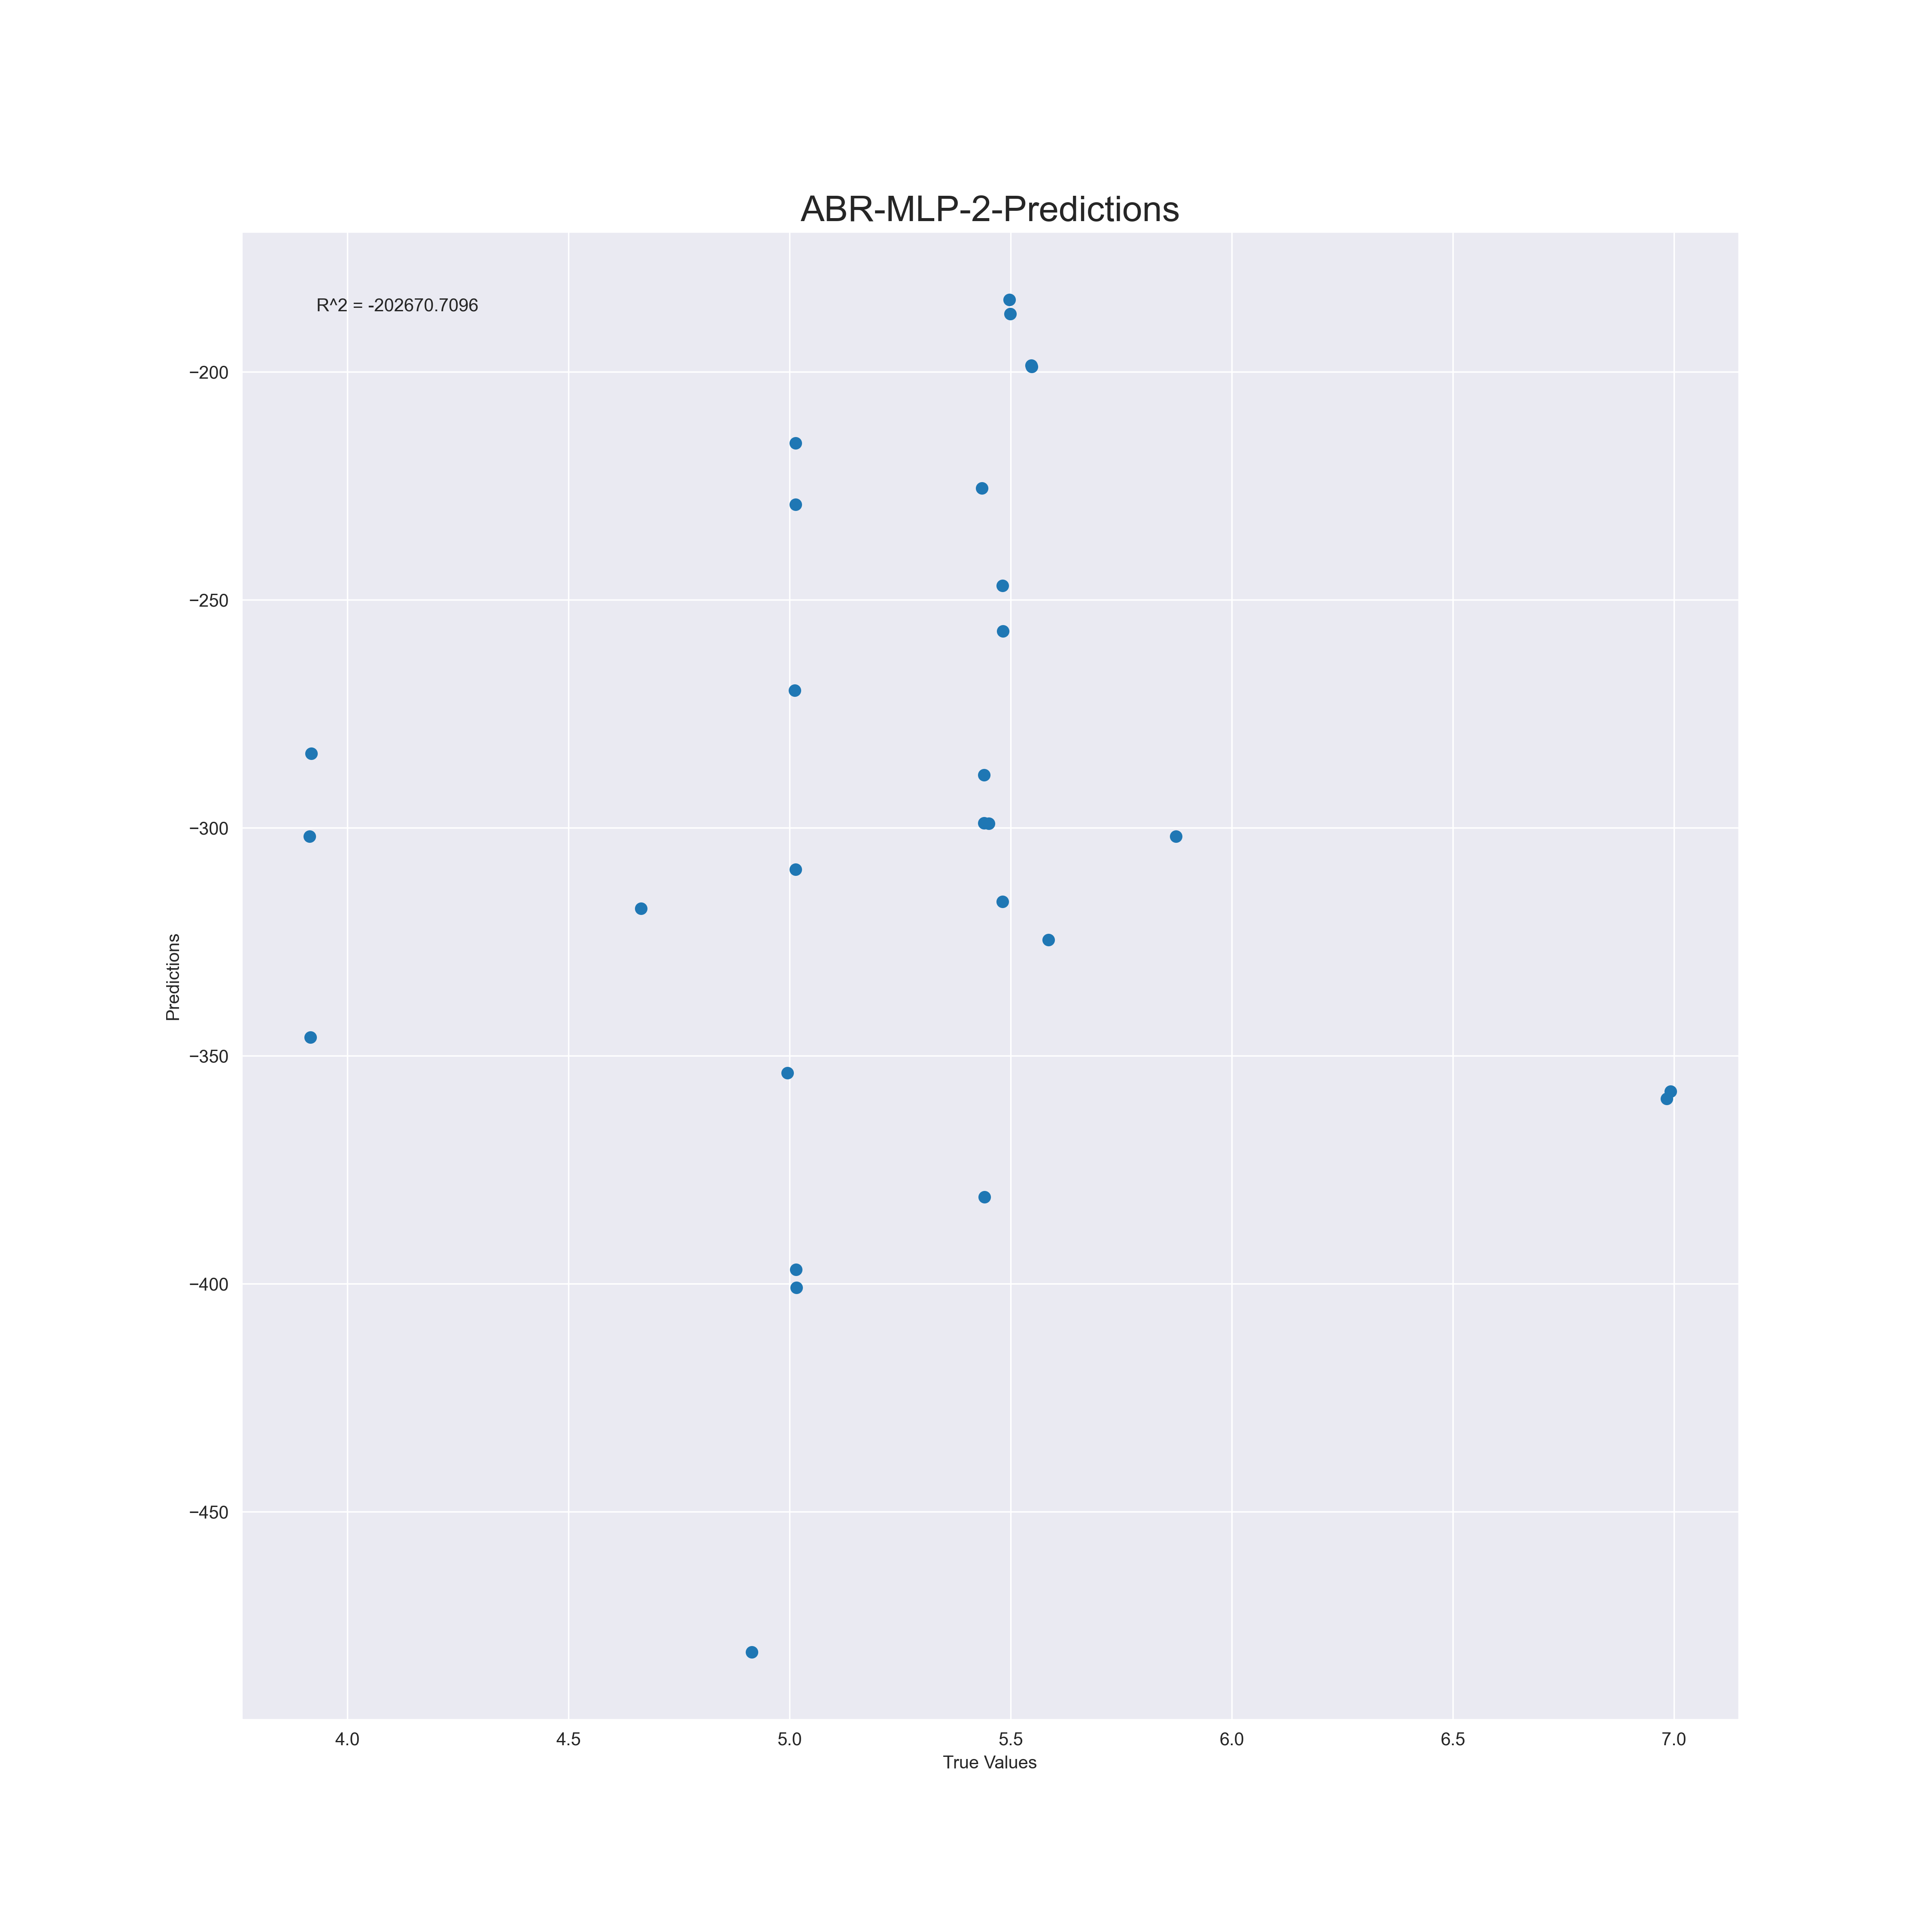 ABR-MLP-2-Predictions
R^2 = -202670.7096
−200
−250
−300
−350
−400
−450
Predictions
4.0 4.5 5.0 5.5 6.0 6.5 7.0
True Values